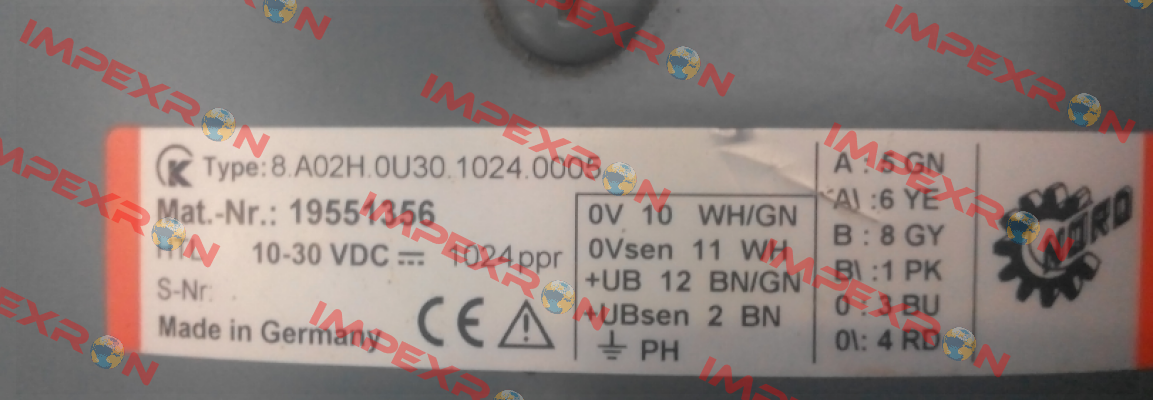 IMPEXRON
K Type: 8.A02H.0U30.1024.0005
Mat.-Nr.: 19551356
HTL 10-30 VDC 1024ppr
S-Nr:
Made in Germany
CE
0V 10 WH/GN
0Vsen 11 WH
+UB 12 BN/GN
+UBsen 2 BN
PH
A : 5 GN
A\ :6 YE
B : 8 GY
B\ :1 PK
0 :3 BU
0\: 4 RD
NORD